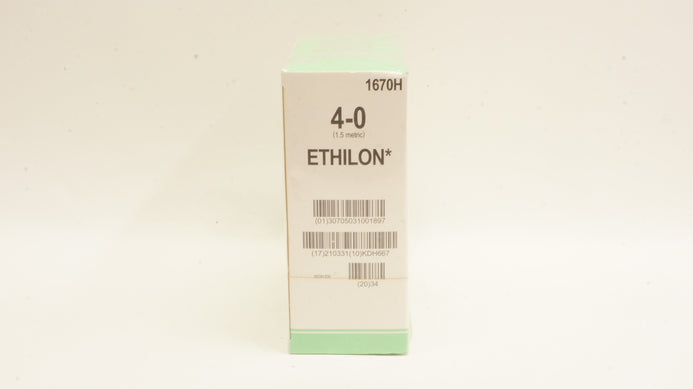 1670H
4-0
(1.5 metric)
ETHILON*
(01)30705031001897
(17)210331(10)KDH667
(20)34